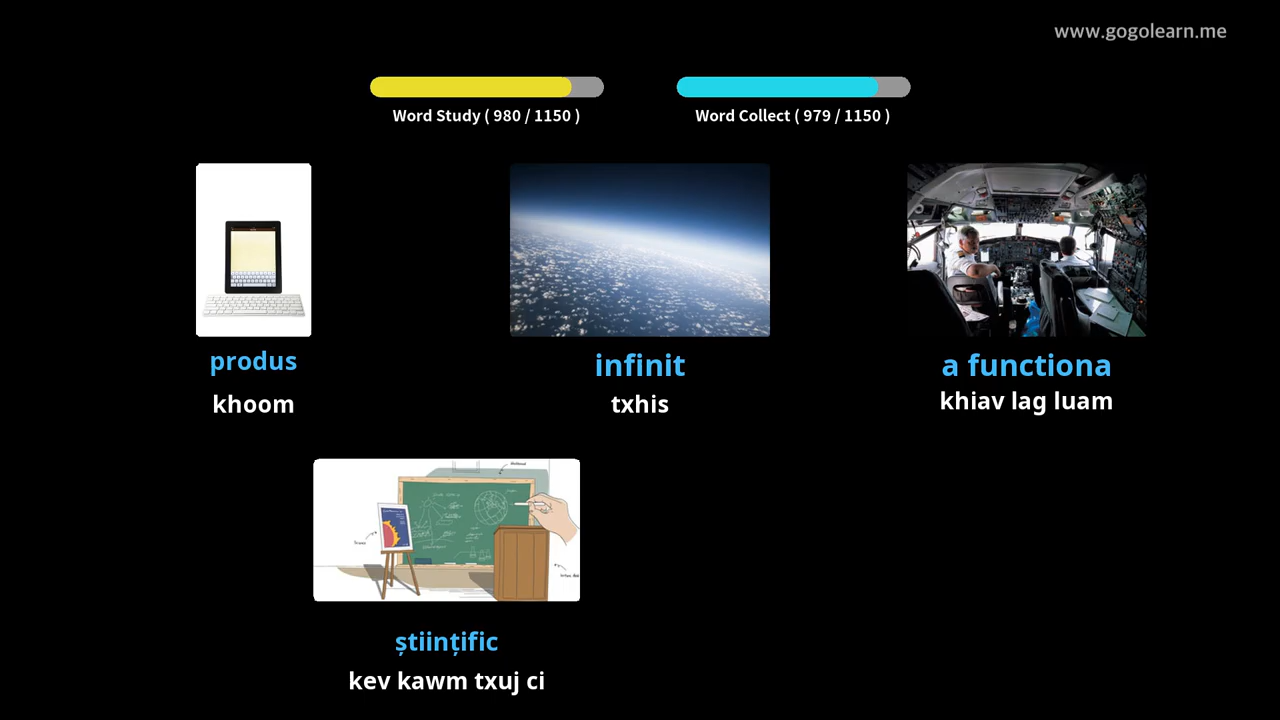 www.gogolearn.me
Word Study ( 980 / 1150 )
Word Collect ( 979 / 1150 )
produs
infinit
a functiona
khoom
txhis
khiav lag luam
științific
kev kawm txuj ci